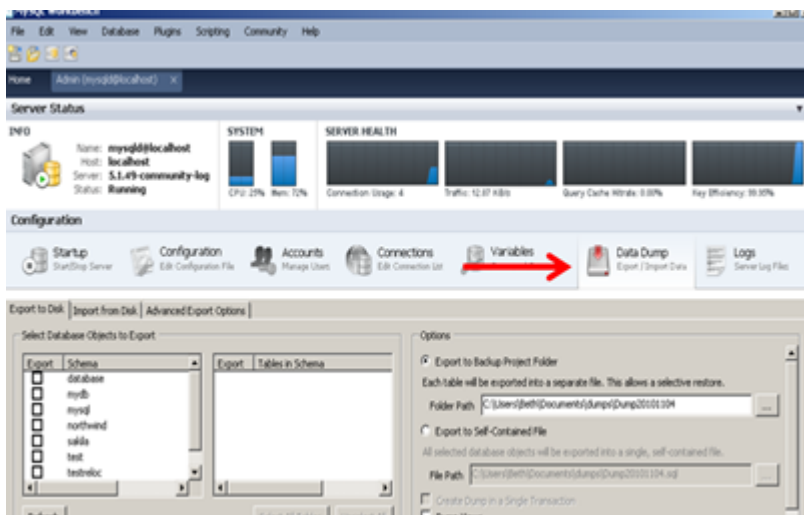 File Edit View Database Plugins Scripting Community Help
Home Admin (mysqld@localhost) ×
Server Status
INFO SYSTEM SERVER HEALTH
Name: mysqld@localhost
Host: localhost
Server: 5.1.49-community-log
Status: Running
CPU: 25% Mem: 72% Connection Usage: 4 Traffic: 12.87 KB/s Query Cache Hitrate: 0.00% Key Efficiency: 99.95%
Configuration
Startup Configuration Accounts Connections Variables Data Dump Logs
Start/Stop Server Edit Configuration File Manage Users Edit Connection List Export / Import Data Server Log Files
Export to Disk Import from Disk Advanced Export Options
Select Database Objects to Export Options
Export Schema Export Tables in Schema
database
mydb
mysql
northwind
sakila
test
testreloc
Export to Backup Project Folder
Each table will be exported into a separate file. This allows a selective restore.
Folder Path C:\Users\Beth\Documents\dumps\Dump20101104 ...
Export to Self-Contained File
All selected database objects will be exported into a single, self-contained file.
File Path C:\Users\Beth\Documents\dumps\Dump20101104.sql ...
Create Dump in a Single Transaction